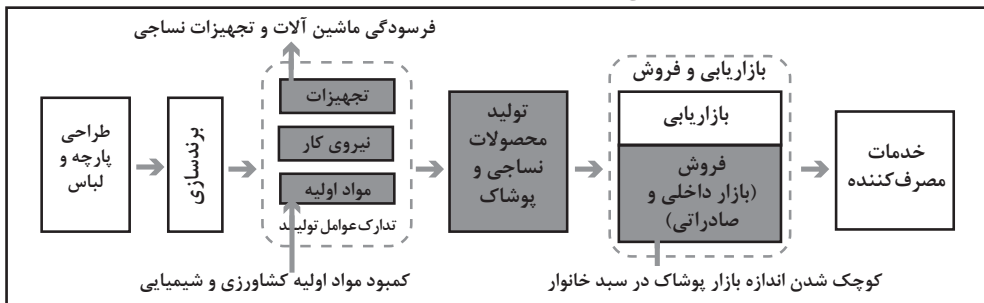 فرسودگی ماشین آلات و تجهیزات نساجی
طراحی
پارچه و
لباس
برندسازی
تجهیزات
نیروی کار
مواد اولیه
تدارک عوامل تولیـد
کمبود مواد اولیه کشاورزی و شیمیایی
تولید
محصولات
نساجی و
پوشاک
بازاریابی و فروش
بازاریابی
فروش
(بازار داخلی و
صادراتی)
کوچک شدن اندازه بازار پوشاک در سبد خانوار
خدمات
مصرف‌کننده